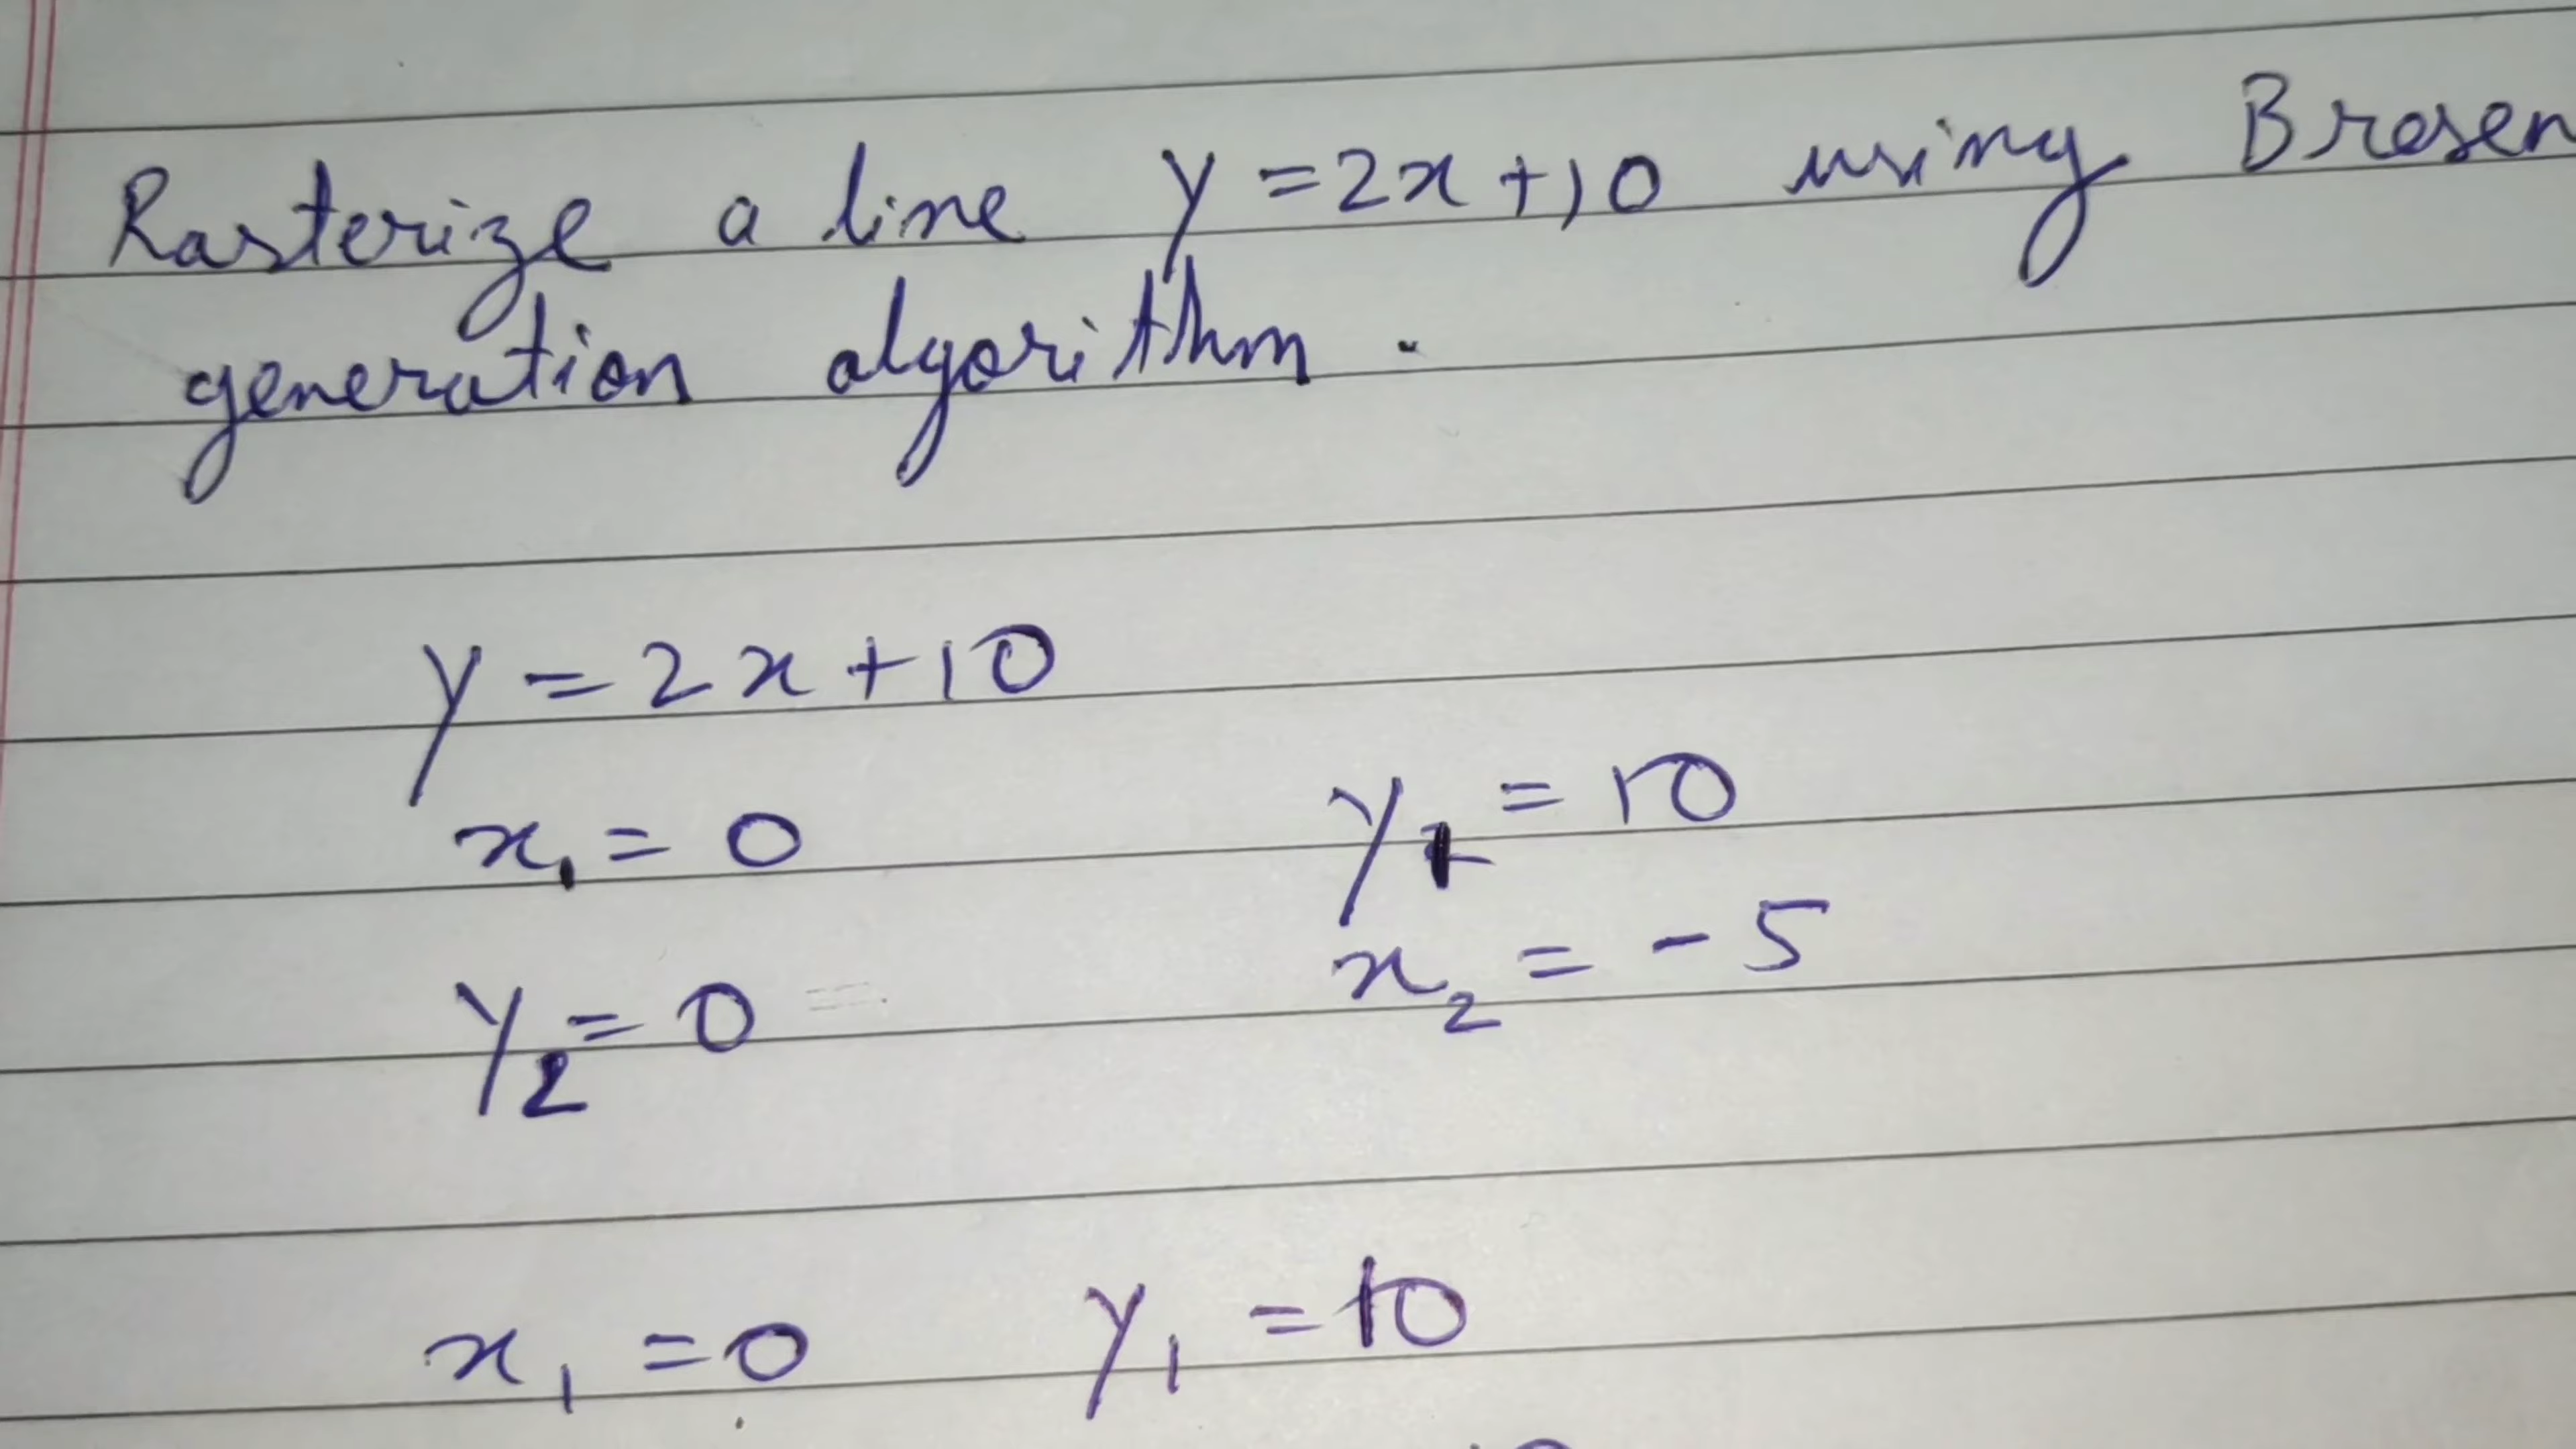 Rasterize a line y = 2x + 10 using Bresen
generation algorithm.
y = 2x + 10
x₁ = 0 y₁ = 10
y₂ = 0 x₂ = -5
x₁ = 0 y₁ = 10